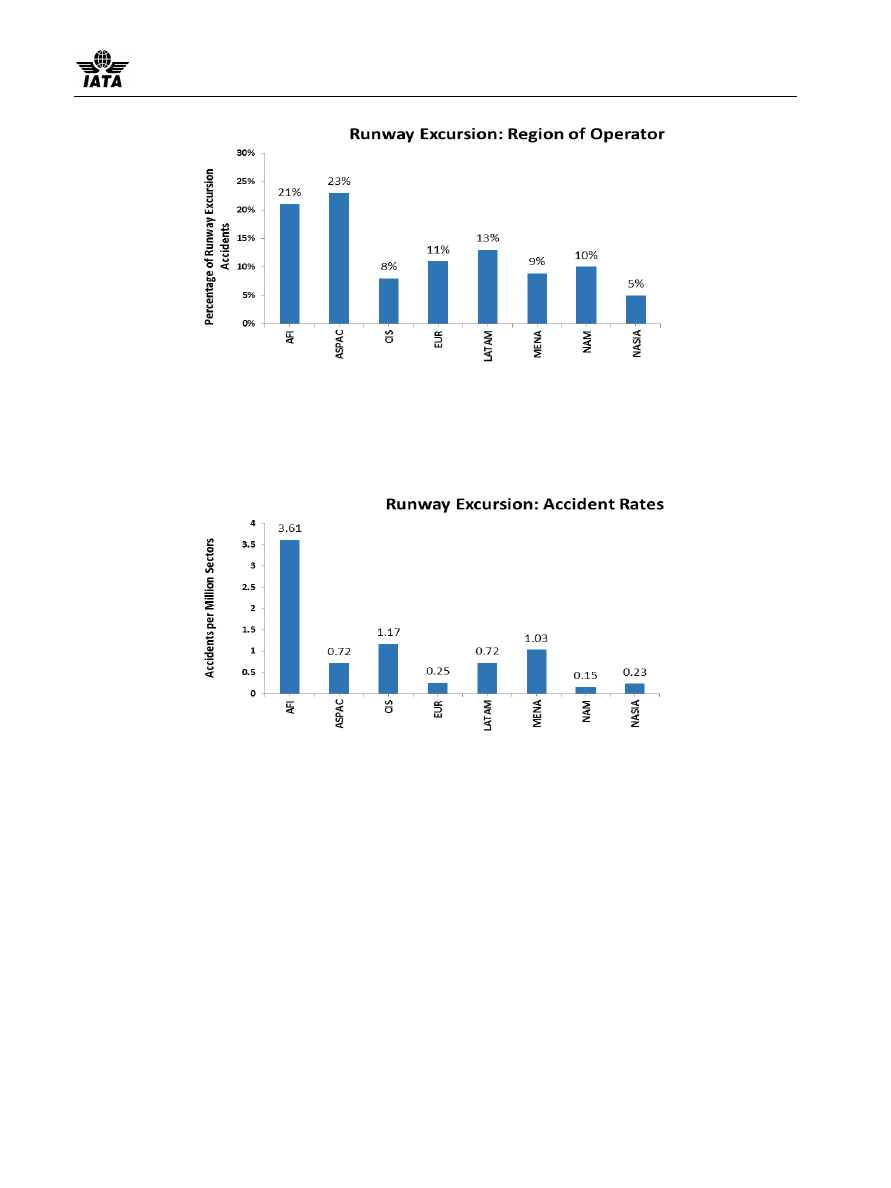 IATA
Runway Excursion: Region of Operator
Percentage of Runway Excursion
Accidents
30%
25%
20%
15%
10%
5%
0%
21%
23%
8%
11%
13%
9%
10%
5%
AFI
ASPAC
CIS
EUR
LATAM
MENA
NAM
NASIA
Runway Excursion: Accident Rates
Accidents per Million Sectors
4
3.5
3
2.5
2
1.5
1
0.5
0
3.61
0.72
1.17
0.25
0.72
1.03
0.15
0.23
AFI
ASPAC
CIS
EUR
LATAM
MENA
NAM
NASIA